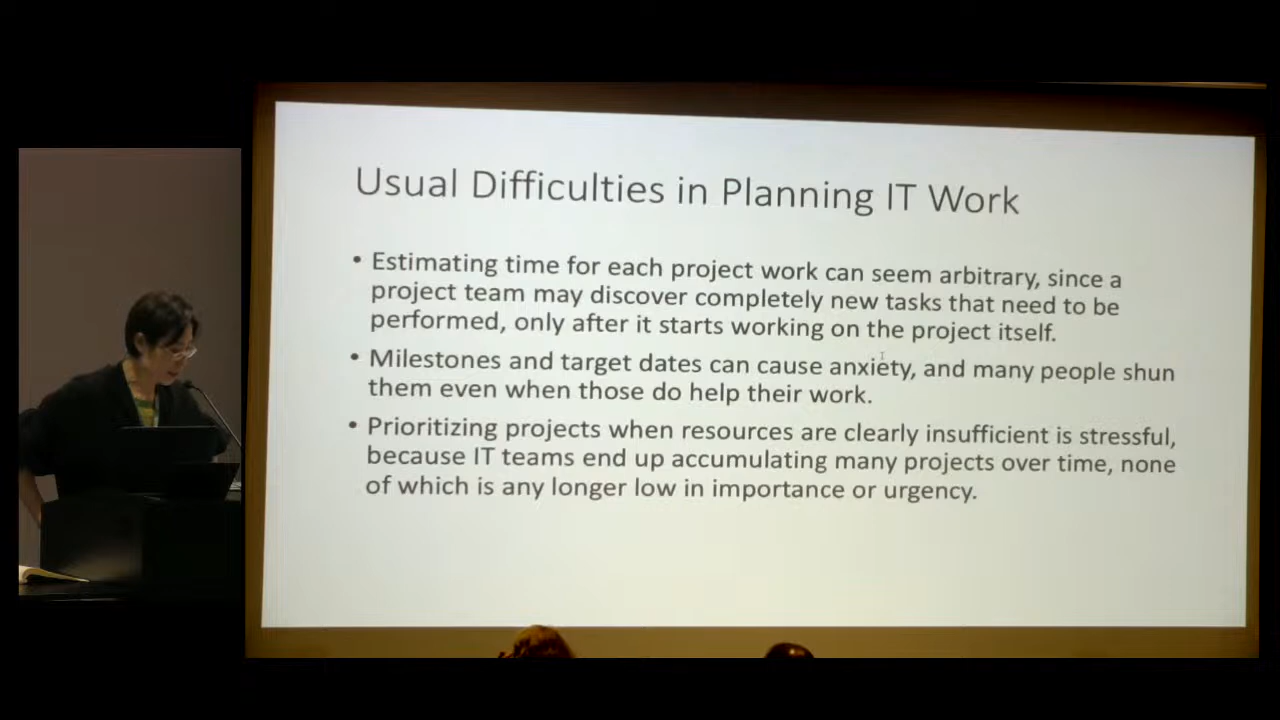 Usual Difficulties in Planning IT Work
• Estimating time for each project work can seem arbitrary, since a
project team may discover completely new tasks that need to be
performed, only after it starts working on the project itself.
• Milestones and target dates can cause anxiety, and many people shun
them even when those do help their work.
• Prioritizing projects when resources are clearly insufficient is stressful,
because IT teams end up accumulating many projects over time, none
of which is any longer low in importance or urgency.